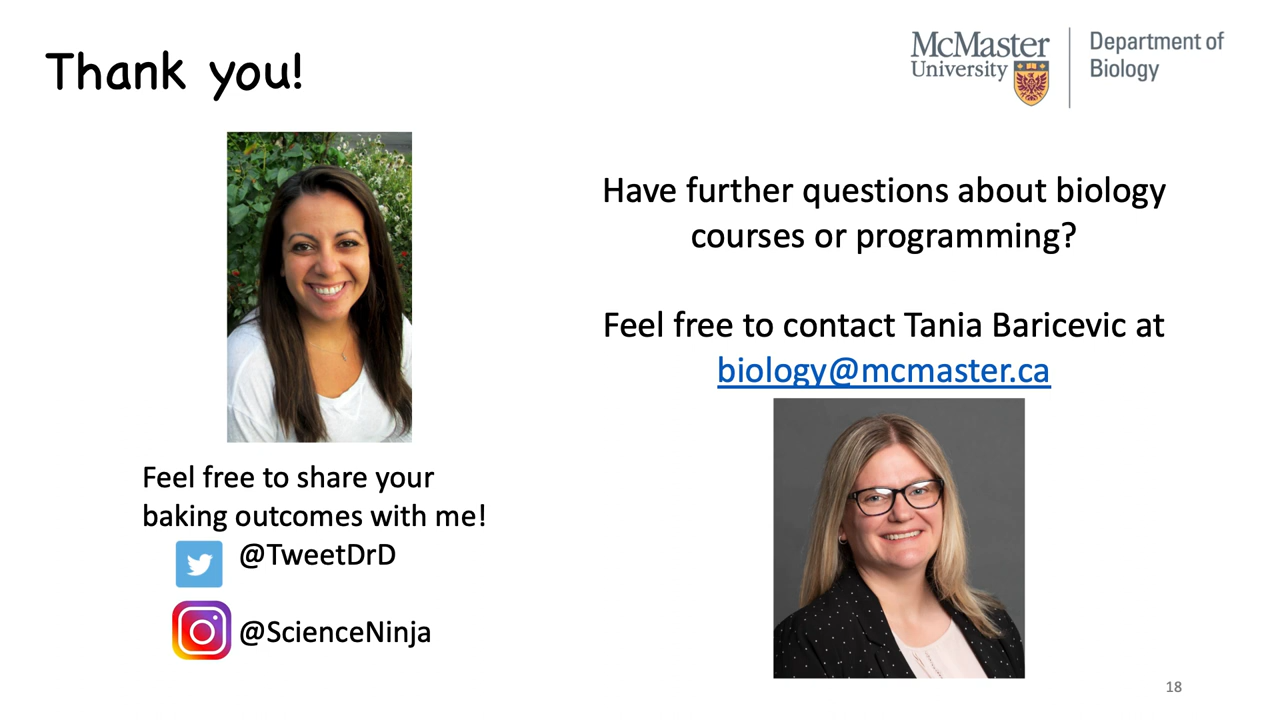 Thank you!
McMaster
University
Department of
Biology
Have further questions about biology
courses or programming?
Feel free to contact Tania Baricevic at
biology@mcmaster.ca
Feel free to share your
baking outcomes with me!
@TweetDrD
@ScienceNinja
18